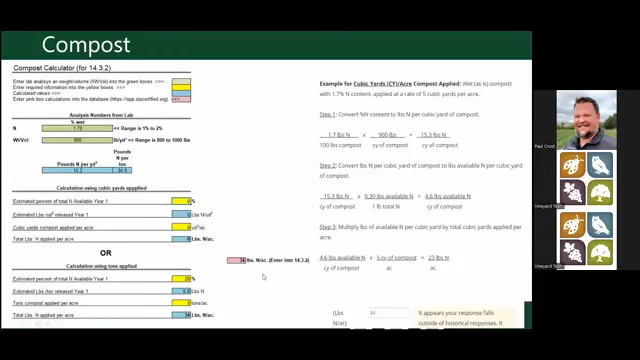 Compost
Compost Calculator (for 14.3.2)
Enter lab analisys an weight/volume (Wt/Vol) into the green boxes >>>
Enter required information into the yellow boxes >>>
Calculated values:
Enter pink box calculations into the database (https://app.sipcertified.org) >>>
Analysis Numbers from Lab
% wet
N 1.70 << Range is 1% to 2%
Wt/Vol 900 lb/yd³ << Range is 800 to 1000 lbs
Pounds N per yd³
Pounds N per ton
15.3 34.0
Calculation using cubic yards appplied
Estimated percent of total N Available Year 1 %
Estimated Lbs /yd³ released Year 1 0 Lbs N/yd³
Cubic yards compost applied per acre yd³/ac
Total Lbs N applied per acre 0 Lbs. N/ac.
OR
34 lbs. N/ac. (Enter into 14.3.2)
Calculation using tons applied
Estimated percent of total N Available Year 1 20 %
Estimated Lbs /ton released Year 1 6.8 Lbs N
Tons compost applied per acre 5 tons/ac
Total Lbs. N applied per acre 34 Lbs. N/ac.
Example for Cubic Yards (CY)/Acre Compost Applied: Wet (as is) compost
with 1.7% N content, applied at a rate of 5 cubic yards per acre.
Step 1: Convert %N content to lbs N per cubic yard of compost.
1.7 lbs N x 900 lbs = 15.3 lbs N
100 lbs compost cy of compost cy of compost
Step 2: Convert lbs N per cubic yard of compost to lbs available N per cubic yard
of compost.
15.3 lbs N x 0.30 lbs available N = 4.6 lbs available N
cy of compost 1 lb total N cy of compost
Step 3: Multiply lbs of available N per cubic yard by total cubic yards applied
per acre.
4.6 lbs available N x 5 cy of compost = 23 lbs N
cy of compost ac ac
(Lbs N/ac):
34
It appears your response falls
outside of historical responses. It
Paul Crout
Vineyard Team
Vineyard Team